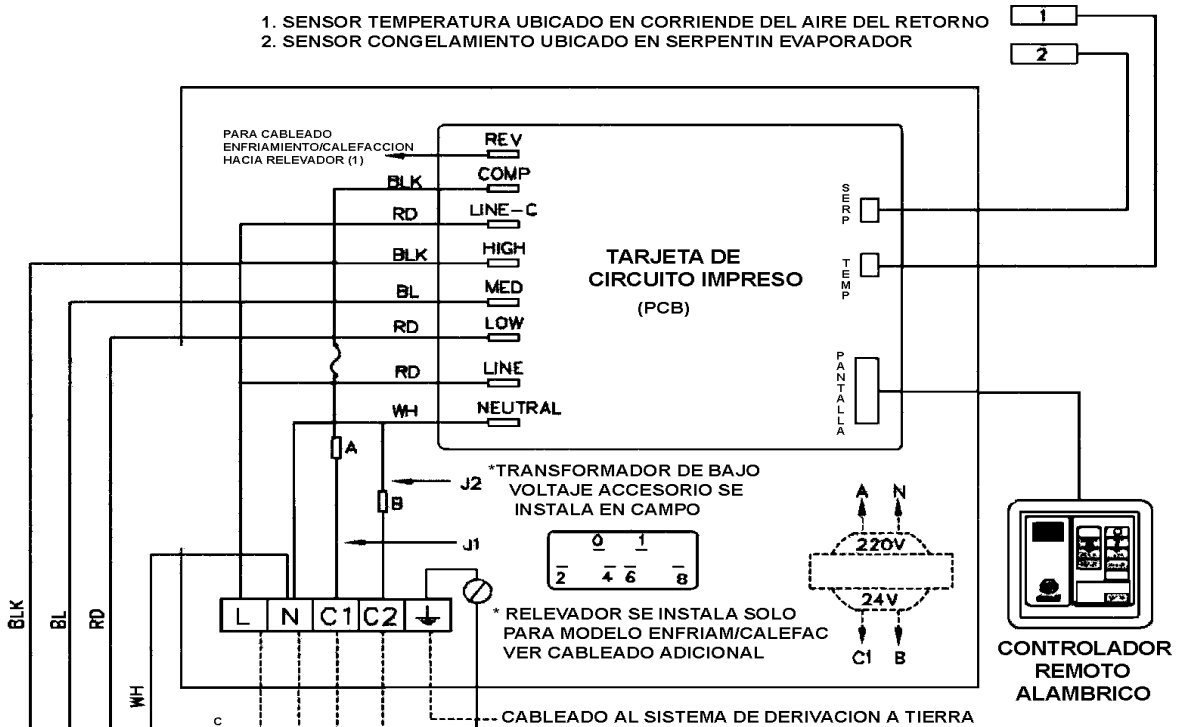 1. SENSOR TEMPERATURA UBICADO EN CORRIENDE DEL AIRE DEL RETORNO
2. SENSOR CONGELAMIENTO UBICADO EN SERPENTIN EVAPORADOR
1
2
PARA CABLEADO
ENFRIAMIENTO/CALEFACCION
HACIA RELEVADOR (1)
REV
COMP
BLK
LINE-C
RD
HIGH
BLK
MED
BL
LOW
RD
LINE
RD
NEUTRAL
WH
TARJETA DE
CIRCUITO IMPRESO
(PCB)
SERP
TEMP
PANTALLA
A
J2
B
J1
*TRANSFORMADOR DE BAJO
VOLTAJE ACCESORIO SE
INSTALA EN CAMPO
0 1
2 4 6 8
A N
220V
24V
C1 B
* RELEVADOR SE INSTALA SOLO
PARA MODELO ENFRIAM/CALEFAC
VER CABLEADO ADICIONAL
L N C1 C2
CONTROLADOR
REMOTO
ALAMBRICO
BLK
BL
RD
WH
C
CABLEADO AL SISTEMA DE DERIVACION A TIERRA